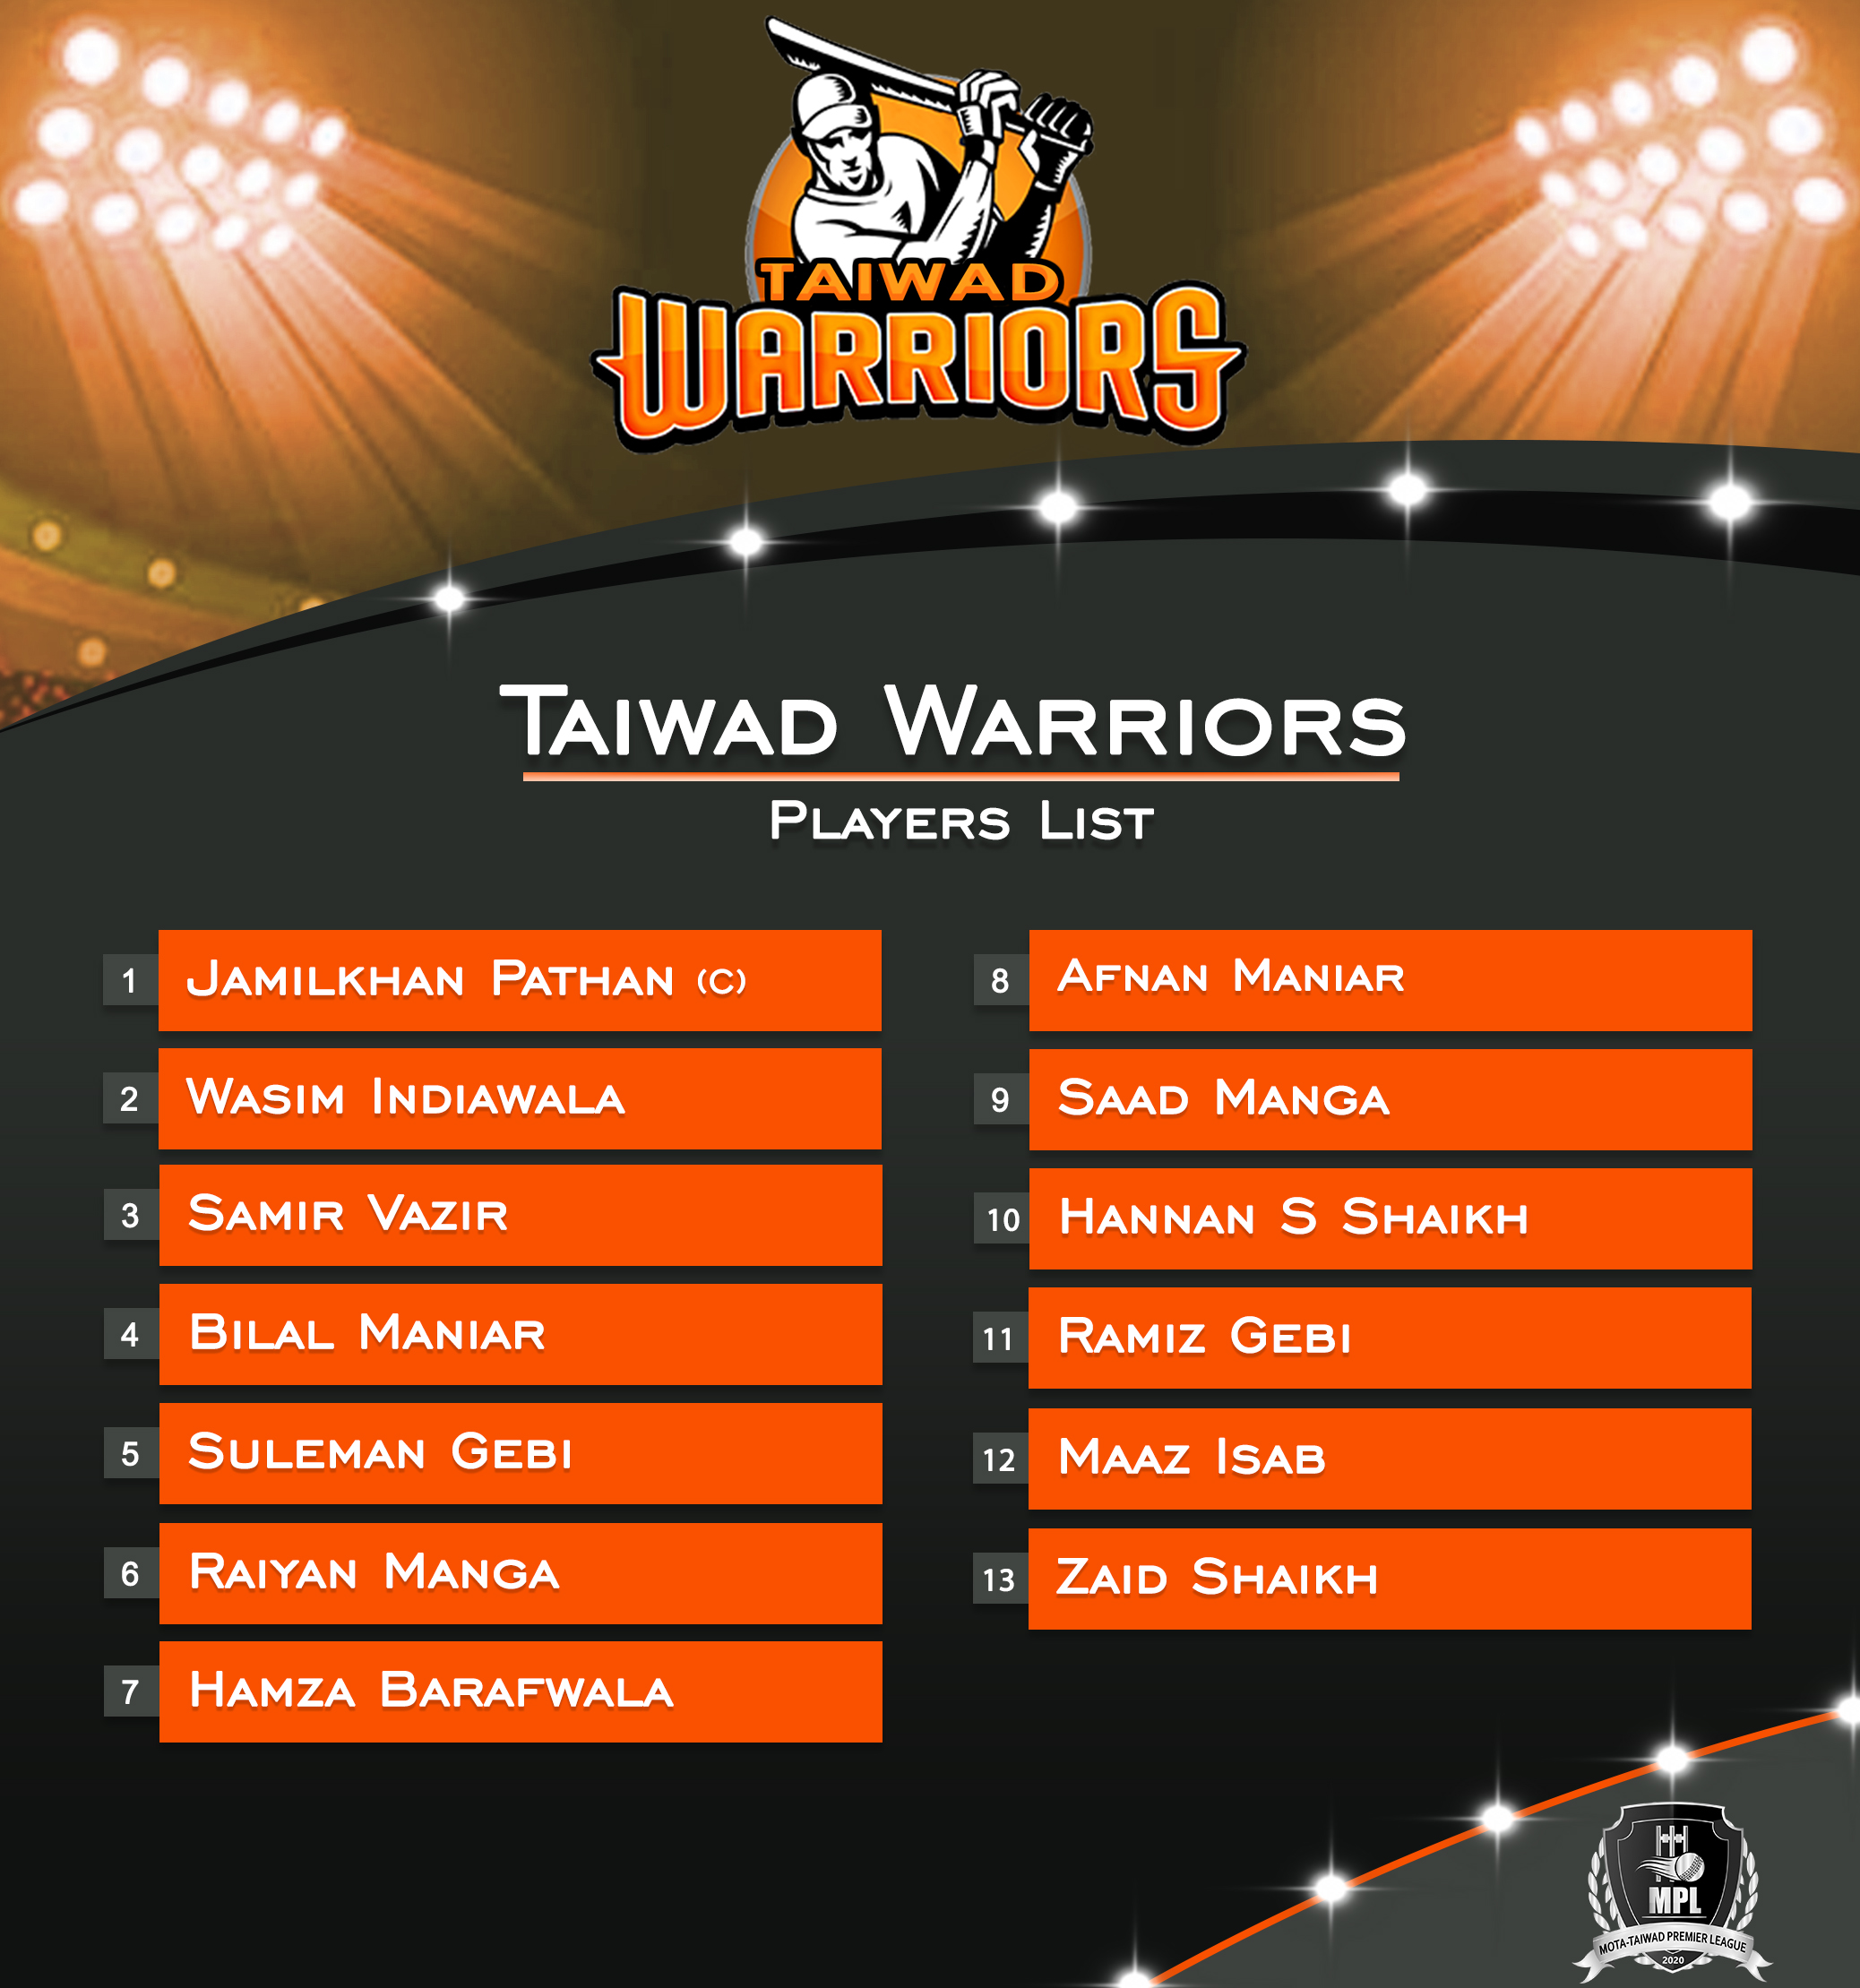 TAIWAD
WARRIORS
Taiwad Warriors
Players List
1 Jamilkhan Pathan (C)
2 Wasim Indiawala
3 Samir Vazir
4 Bilal Maniar
5 Suleman Gebi
6 Raiyan Manga
7 Hamza Barafwala
8 Afnan Maniar
9 Saad Manga
10 Hannan S Shaikh
11 Ramiz Gebi
12 Maaz Isab
13 Zaid Shaikh
MPL
MOTA-TAIWAD PREMIER LEAGUE
2020